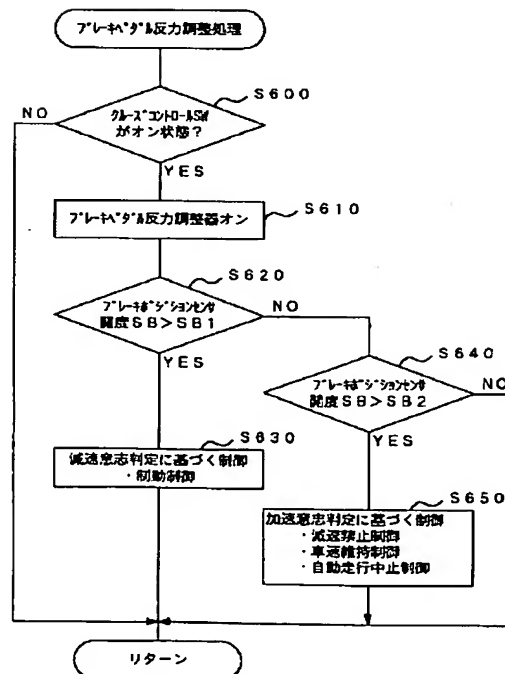 ブレーキペダル反力調整処理
S600
クルーズコントロールSW
がオン状態?
NO
YES
S610
ブレーキペダル反力調整器オン
S620
ブレーキポジションセンサ
開度SB>SB1
NO
YES
S640
ブレーキポジションセンサ
開度SB>SB2
NO
YES
S630
減速意志判定に基づく制御
・制動制御
S650
加速意志判定に基づく制御
・減速禁止制御
・車速維持制御
・自動走行中止制御
リターン